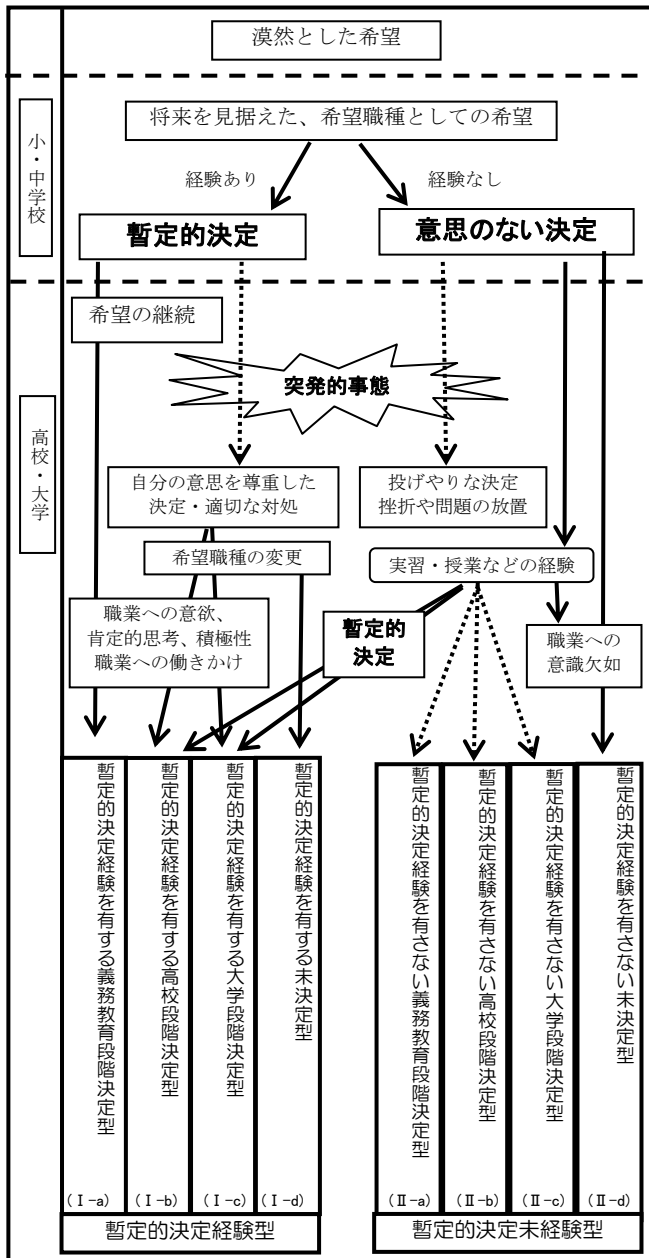 漠然とした希望
小・中学校
将来を見据えた、希望職種としての希望
経験あり
経験なし
暫定的決定
意思のない決定
希望の継続
突発的事態
高校・大学
自分の意思を尊重した
決定・適切な対処
投げやりな決定
挫折や問題の放置
希望職種の変更
実習・授業などの経験
職業への意欲、
肯定的思考、積極性
職業への働きかけ
暫定的
決定
職業への
意識欠如
暫定的決定経験を有する義務教育段階決定型
(Ⅰ-a)
暫定的決定経験を有する高校段階決定型
(Ⅰ-b)
暫定的決定経験を有する大学段階決定型
(Ⅰ-c)
暫定的決定経験を有する未決定型
(Ⅰ-d)
暫定的決定経験を有さない義務教育段階決定型
(Ⅱ-a)
暫定的決定経験を有さない高校段階決定型
(Ⅱ-b)
暫定的決定経験を有さない大学段階決定型
(Ⅱ-c)
暫定的決定経験を有さない未決定型
(Ⅱ-d)
暫定的決定経験型
暫定的決定未経験型